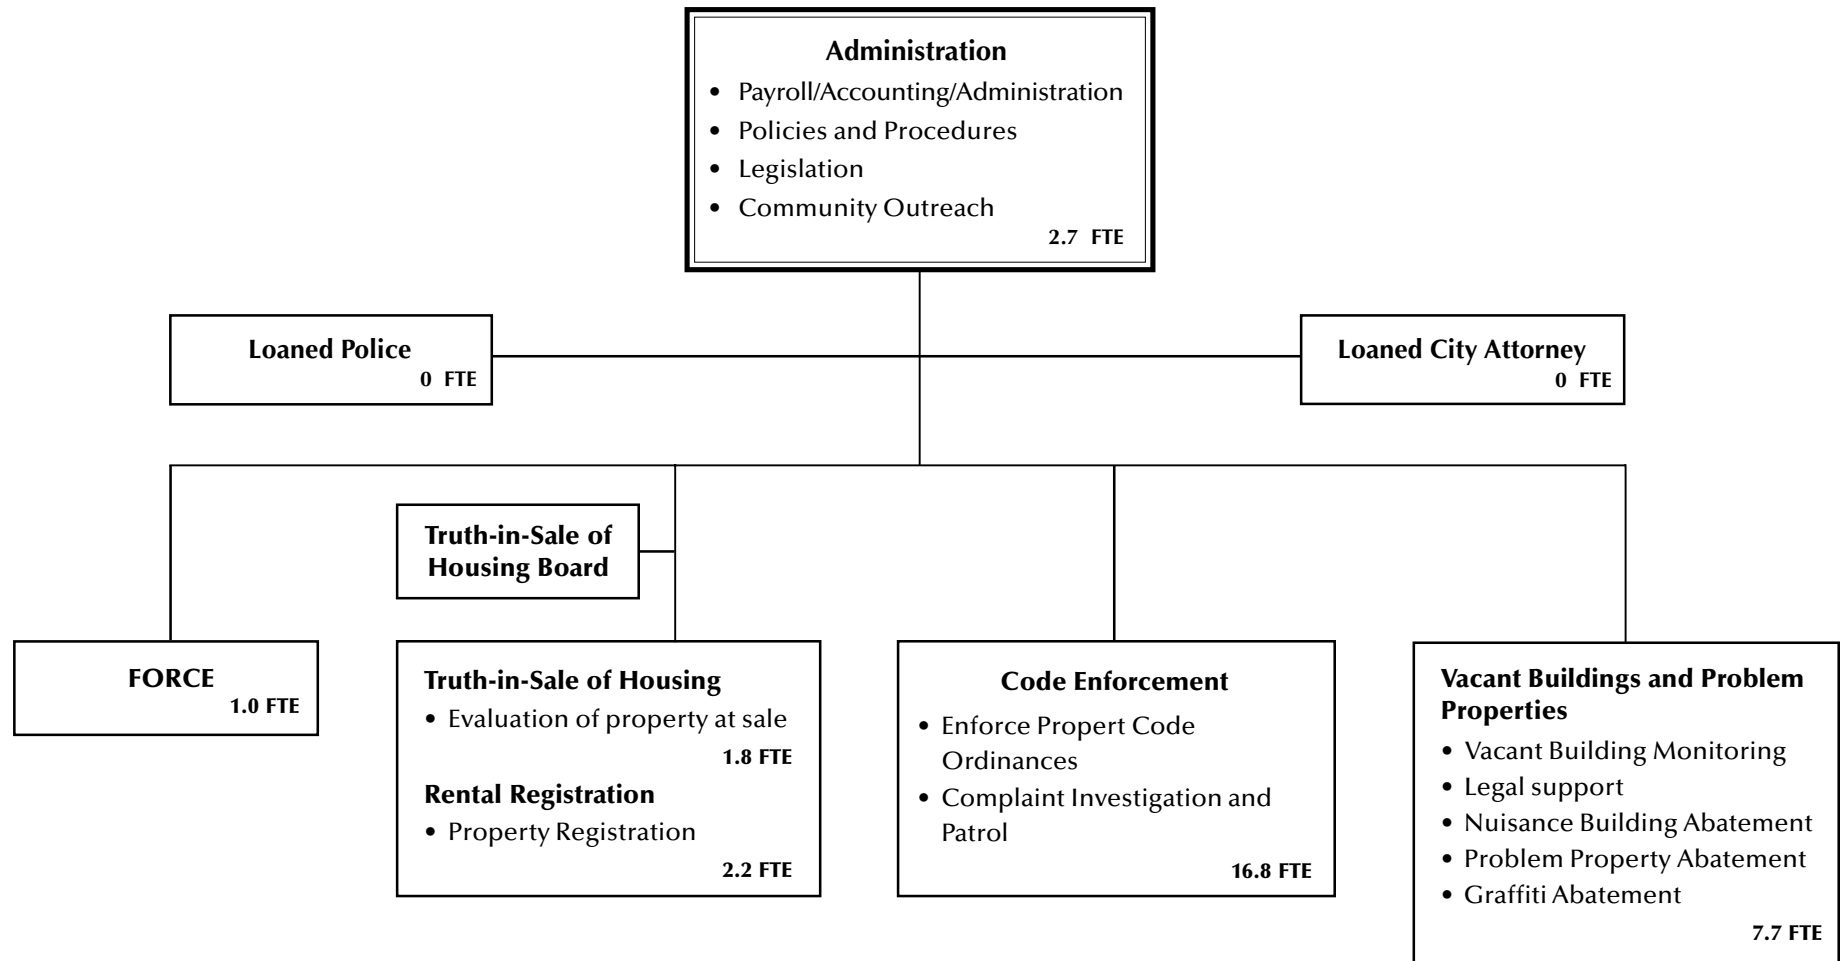 Administration
• Payroll/Accounting/Administration
• Policies and Procedures
• Legislation
• Community Outreach
2.7 FTE
Loaned Police
0 FTE
Loaned City Attorney
0 FTE
Truth-in-Sale of
Housing Board
FORCE
1.0 FTE
Truth-in-Sale of Housing
• Evaluation of property at sale
1.8 FTE
Rental Registration
• Property Registration
2.2 FTE
Code Enforcement
• Enforce Propert Code
Ordinances
• Complaint Investigation and
Patrol
16.8 FTE
Vacant Buildings and Problem
Properties
• Vacant Building Monitoring
• Legal support
• Nuisance Building Abatement
• Problem Property Abatement
• Graffiti Abatement
7.7 FTE